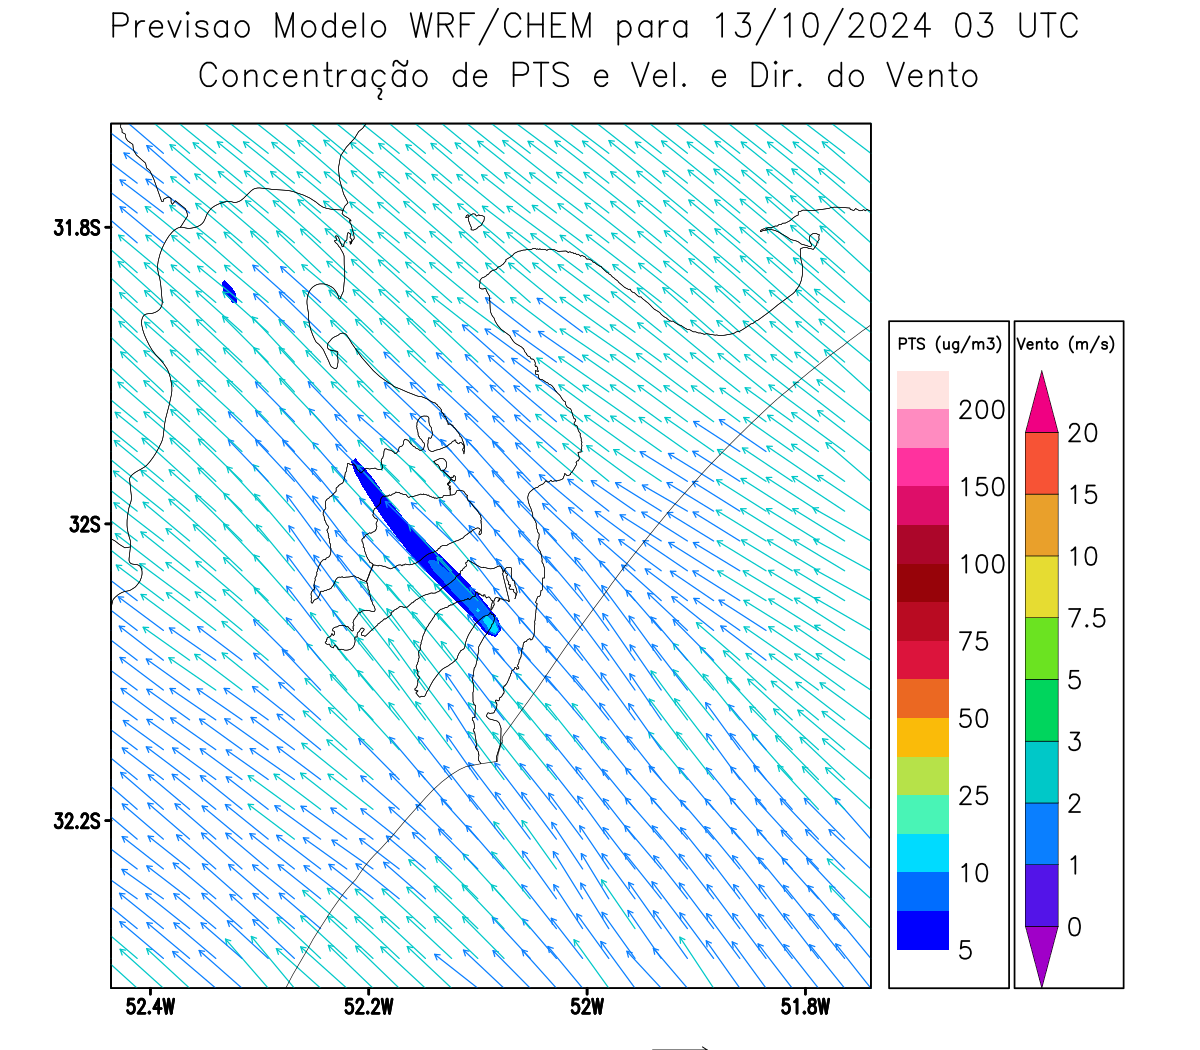 Previsao Modelo WRF/CHEM para 13/10/2024 03 UTC
Concentração de PTS e Vel. e Dir. do Vento
31.8S
32S
32.2S
52.4W
52.2W
52W
51.8W
PTS (ug/m3)
200
150
100
75
50
25
10
5
Vento (m/s)
20
15
10
7.5
5
3
2
1
0